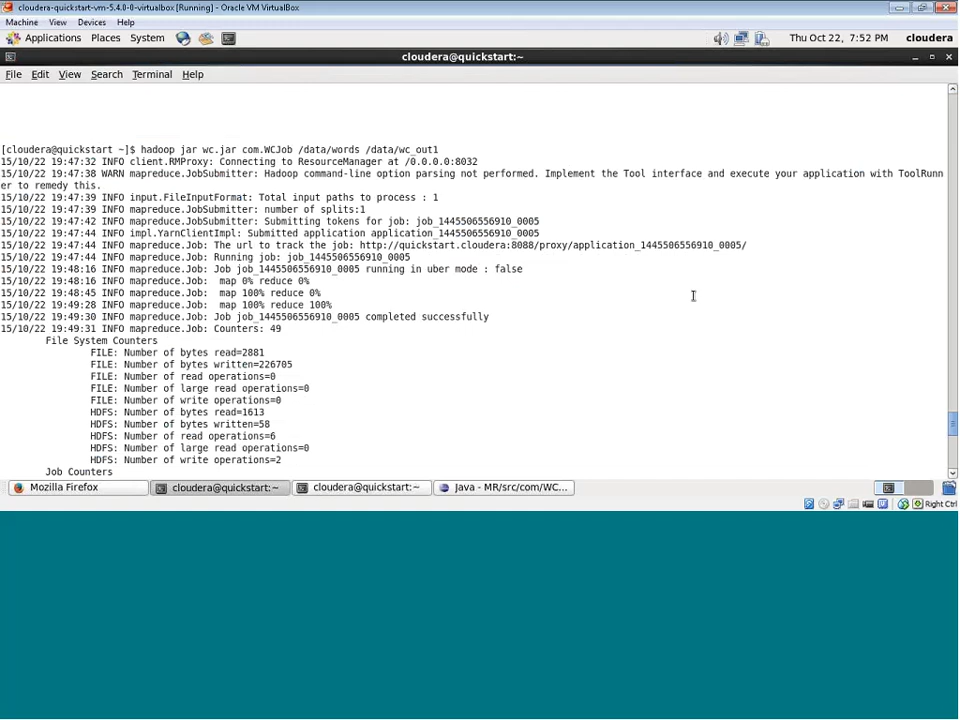 cloudera-quickstart-vm-5.4.0-0-virtualbox [Running] - Oracle VM VirtualBox
Machine View Devices Help
Applications Places System Thu Oct 22, 7:52 PM cloudera
cloudera@quickstart:~
File Edit View Search Terminal Help
[cloudera@quickstart ~]$ hadoop jar wc.jar com.WCJob /data/words /data/wc_out1
15/10/22 19:47:32 INFO client.RMProxy: Connecting to ResourceManager at /0.0.0.0:8032
15/10/22 19:47:38 WARN mapreduce.JobSubmitter: Hadoop command-line option parsing not performed. Implement the Tool interface and execute your application with ToolRunn
er to remedy this.
15/10/22 19:47:39 INFO input.FileInputFormat: Total input paths to process : 1
15/10/22 19:47:39 INFO mapreduce.JobSubmitter: number of splits:1
15/10/22 19:47:42 INFO mapreduce.JobSubmitter: Submitting tokens for job: job_1445506556910_0005
15/10/22 19:47:44 INFO impl.YarnClientImpl: Submitted application application_1445506556910_0005
15/10/22 19:47:44 INFO mapreduce.Job: The url to track the job: http://quickstart.cloudera:8088/proxy/application_1445506556910_0005/
15/10/22 19:47:44 INFO mapreduce.Job: Running job: job_1445506556910_0005
15/10/22 19:48:16 INFO mapreduce.Job: Job job_1445506556910_0005 running in uber mode : false
15/10/22 19:48:16 INFO mapreduce.Job:  map 0% reduce 0%
15/10/22 19:48:45 INFO mapreduce.Job:  map 100% reduce 0%
15/10/22 19:49:28 INFO mapreduce.Job:  map 100% reduce 100%
15/10/22 19:49:30 INFO mapreduce.Job: Job job_1445506556910_0005 completed successfully
15/10/22 19:49:31 INFO mapreduce.Job: Counters: 49
File System Counters
FILE: Number of bytes read=2881
FILE: Number of bytes written=226705
FILE: Number of read operations=0
FILE: Number of large read operations=0
FILE: Number of write operations=0
HDFS: Number of bytes read=1613
HDFS: Number of bytes written=58
HDFS: Number of read operations=6
HDFS: Number of large read operations=0
HDFS: Number of write operations=2
Job Counters
Mozilla Firefox cloudera@quickstart:~ cloudera@quickstart:~ Java - MR/src/com/WC...
Right Ctrl